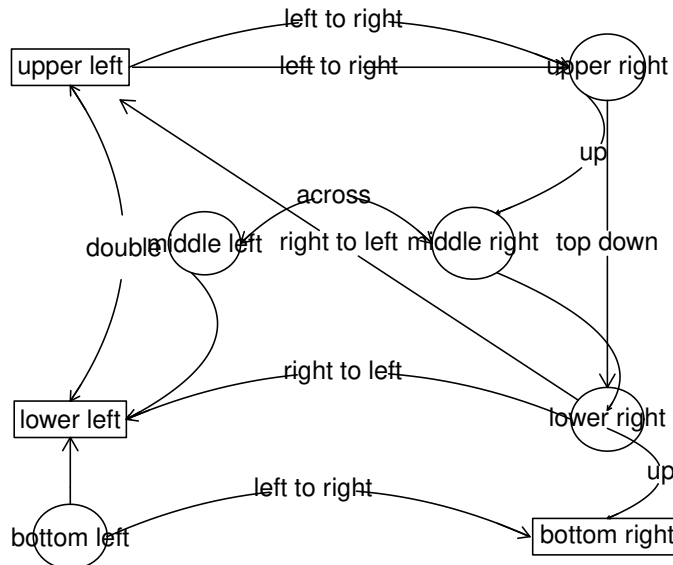 left to right
upper left
left to right
upper right
up
across
double
middle left
right to left
middle right
top down
right to left
lower left
lower right
up
left to right
bottom left
bottom right